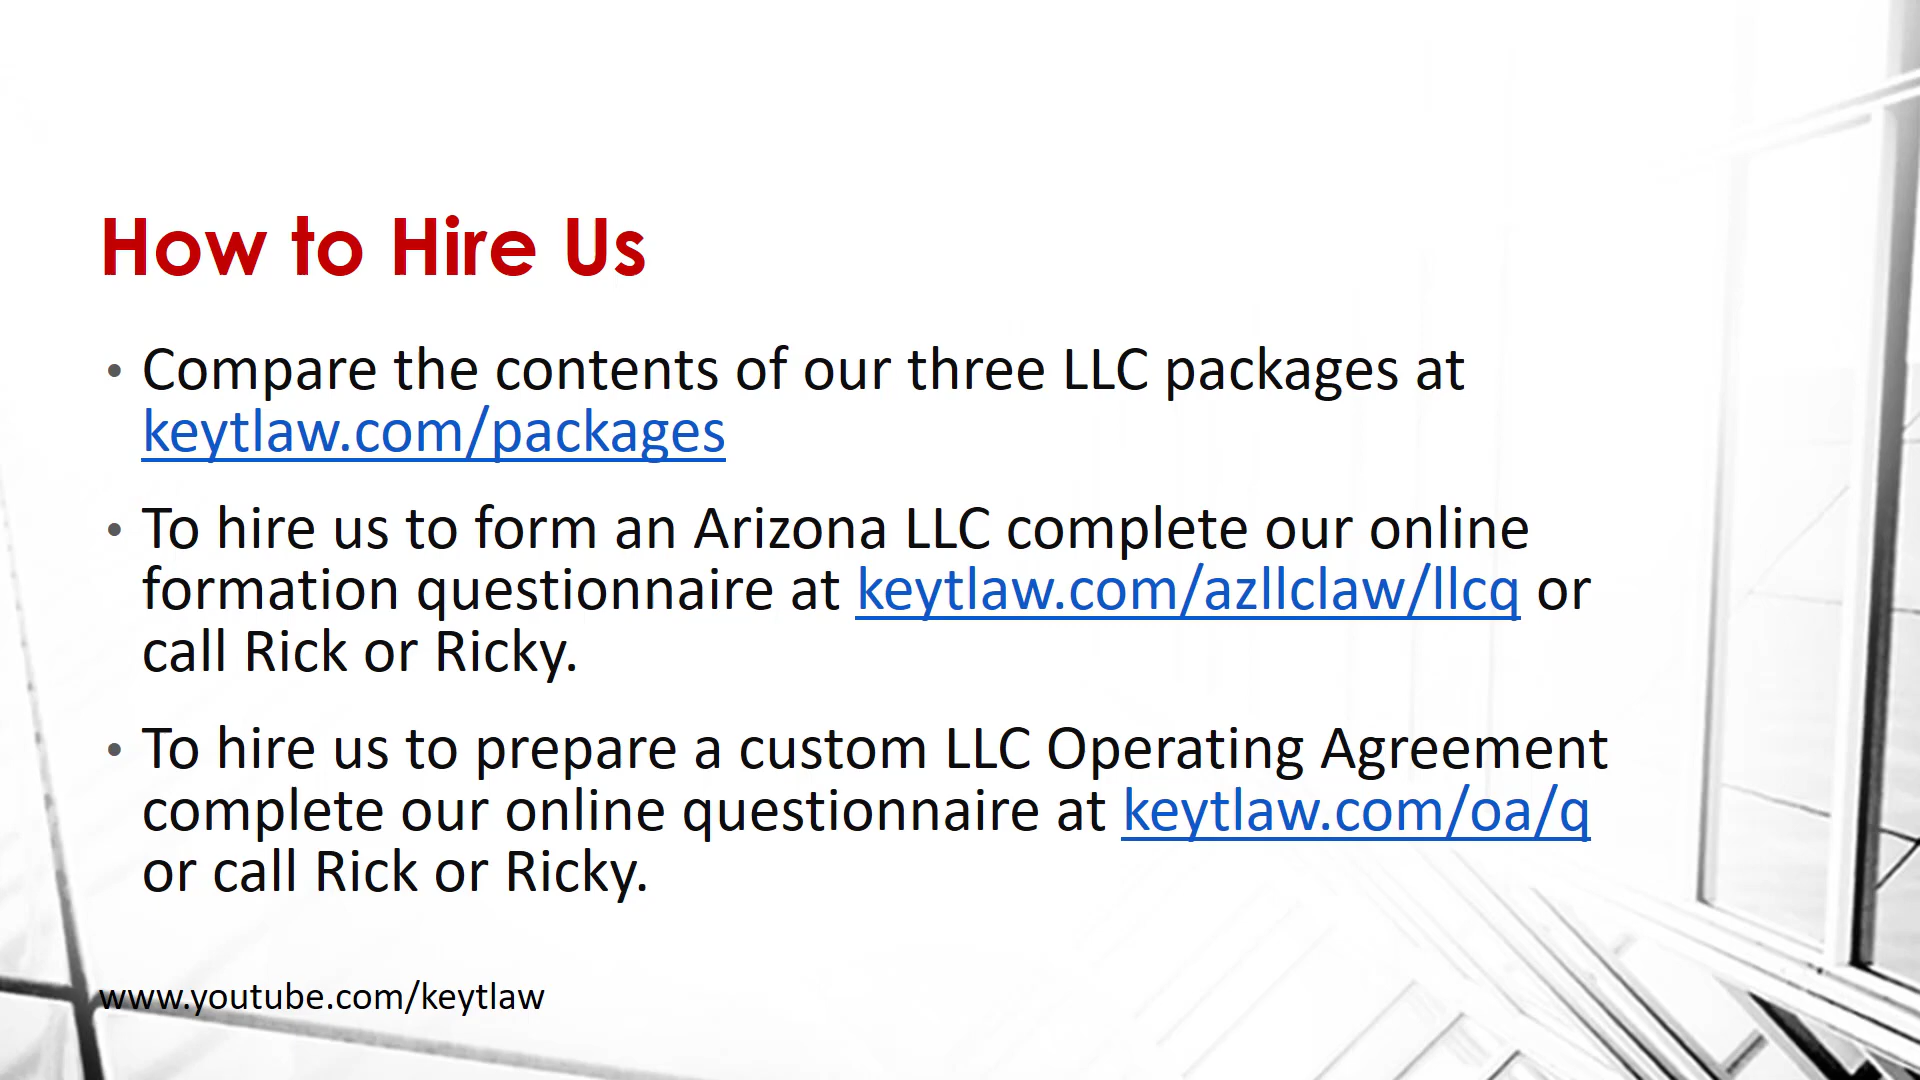 How to Hire Us
• Compare the contents of our three LLC packages at
keytlaw.com/packages
• To hire us to form an Arizona LLC complete our online
formation questionnaire at keytlaw.com/azllclaw/llcq or
call Rick or Ricky.
• To hire us to prepare a custom LLC Operating Agreement
complete our online questionnaire at keytlaw.com/oa/q
or call Rick or Ricky.
www.youtube.com/keytlaw